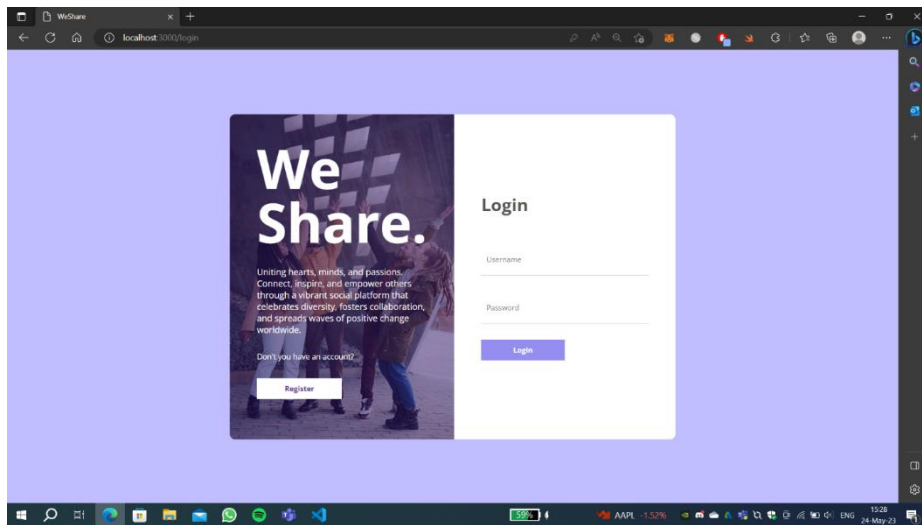 WeShare
localhost:3000/login
We
Share.
Uniting hearts, minds, and passions.
Connect, inspire, and empower others
through a vibrant social platform that
celebrates diversity, fosters collaboration,
and spreads waves of positive change
worldwide.
Don't you have an account?
Register
Login
Username
Password
Login
59%
AAPL -1.52%
ENG
15:28
24-May-23